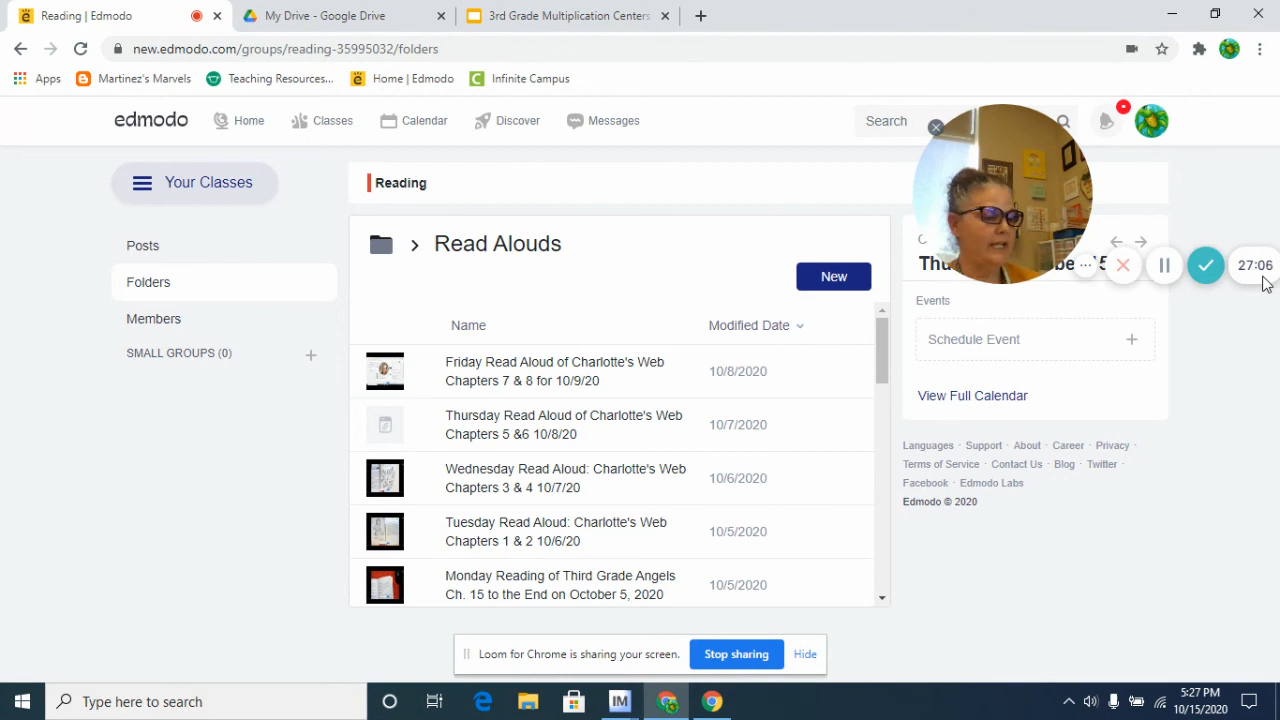 Reading | Edmodo
My Drive - Google Drive
3rd Grade Multiplication Centers
new.edmodo.com/groups/reading-35995032/folders
Apps
Martinez's Marvels
Teaching Resources...
Home | Edmodo
Infinite Campus
edmodo
Home
Classes
Calendar
Discover
Messages
Search
Your Classes
Reading
Posts
Folders
Members
SMALL GROUPS (0)
Read Alouds
New
Name
Modified Date
Friday Read Aloud of Charlotte's Web
Chapters 7 & 8 for 10/9/20
10/8/2020
Thursday Read Aloud of Charlotte's Web
Chapters 5 &6 10/8/20
10/7/2020
Wednesday Read Aloud: Charlotte's Web
Chapters 3 & 4 10/7/20
10/6/2020
Tuesday Read Aloud: Charlotte's Web
Chapters 1 & 2 10/6/20
10/5/2020
Monday Reading of Third Grade Angels
Ch. 15 to the End on October 5, 2020
10/5/2020
27:06
Events
Schedule Event
View Full Calendar
Languages · Support · About · Career · Privacy ·
Terms of Service · Contact Us · Blog · Twitter ·
Facebook · Edmodo Labs
Edmodo © 2020
Loom for Chrome is sharing your screen.
Stop sharing
Hide
Type here to search
IM
5:27 PM
10/15/2020